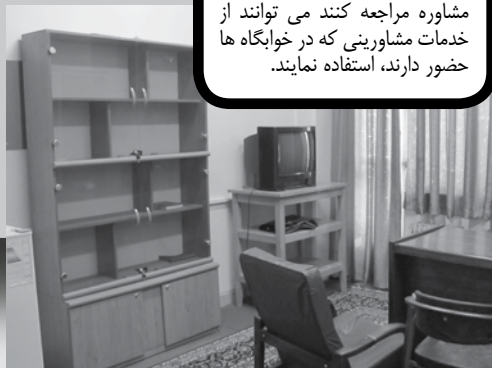 مشاوره مراجعه کنند می توانند از
خدمات مشاورینی که در خوابگاه ها
حضور دارند، استفاده نمایند.